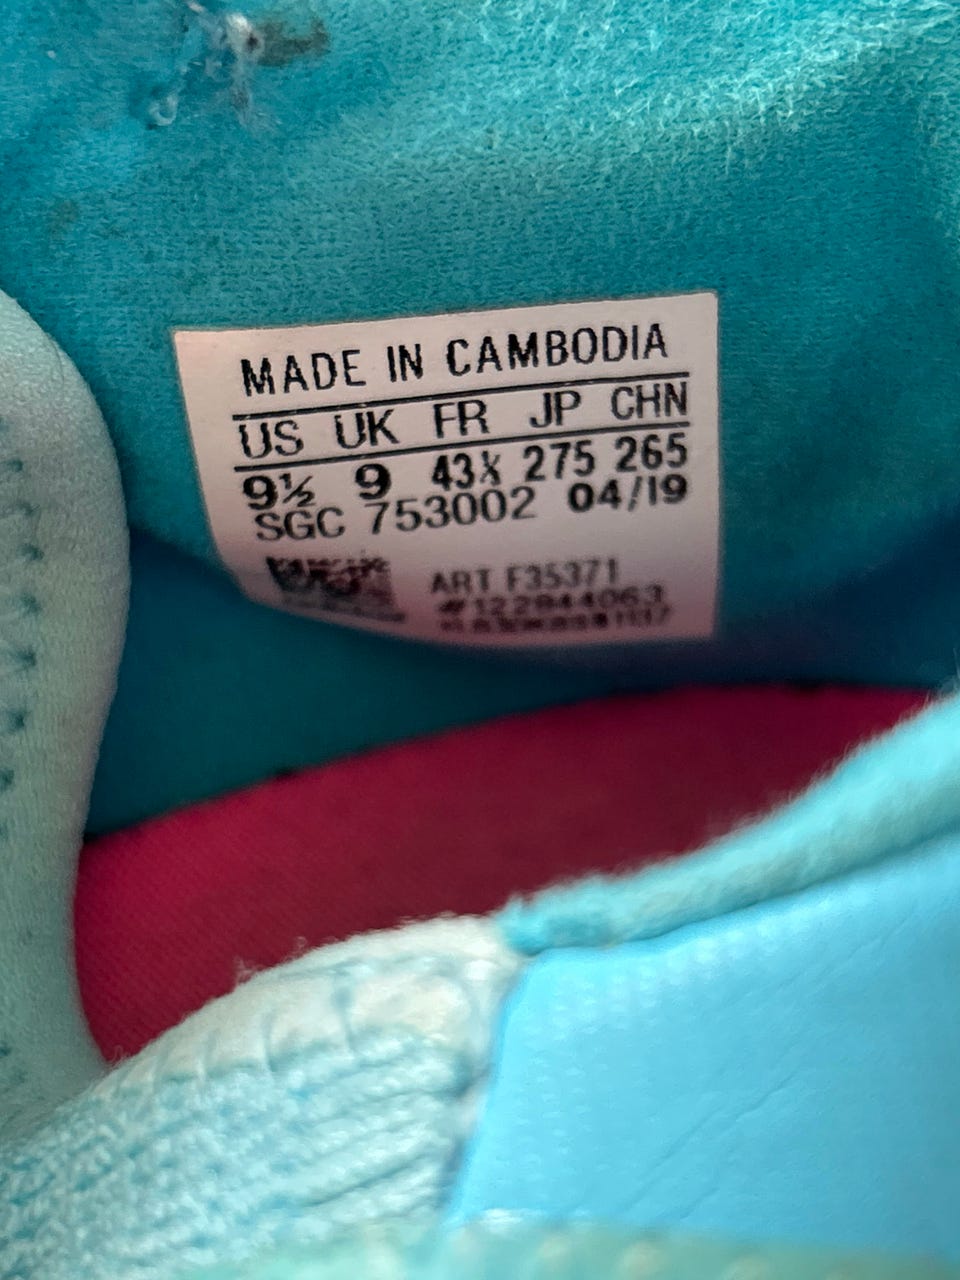 MADE IN CAMBODIA
US UK FR JP CHN
9½ 9 43⅓ 275 265
SGC 753002 04/19
ART F35371
#122944063